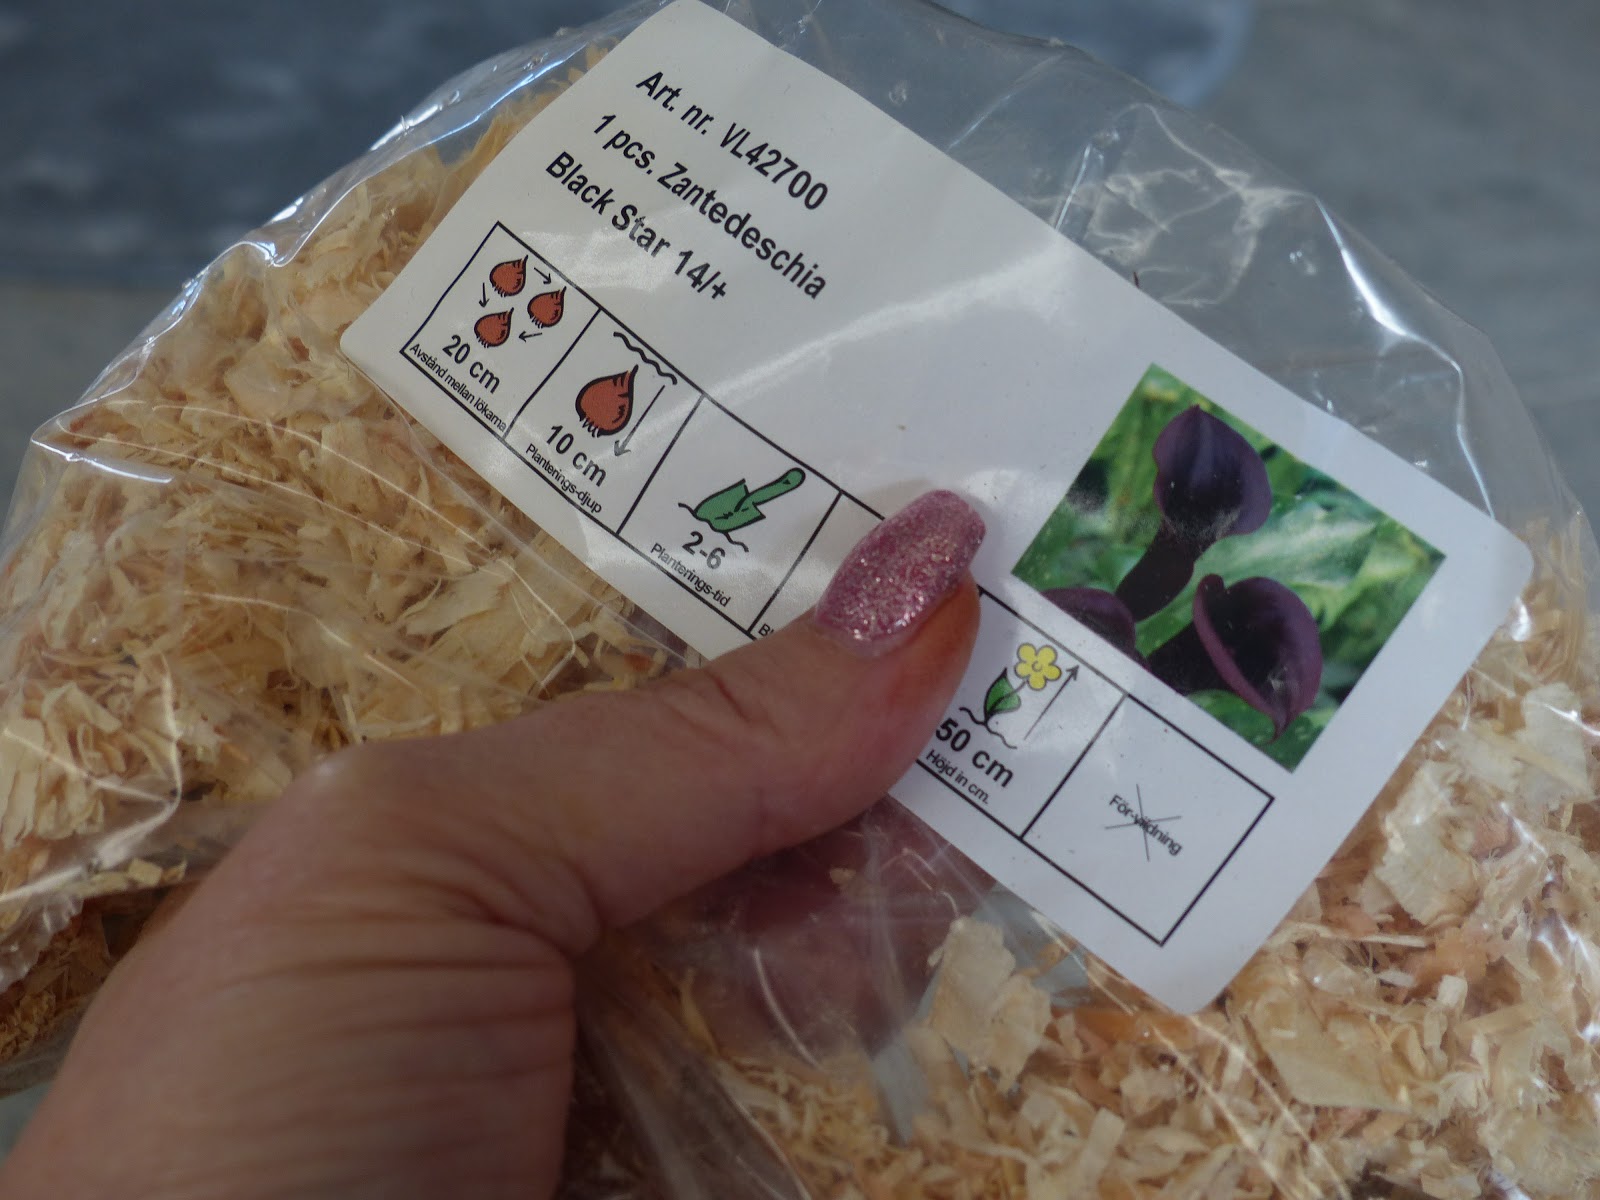 Art. nr. VL42700
1 pcs. Zantedeschia
Black Star 14/+
20 cm
Avstånd mellan lökarna
10 cm
Planterings-djup
2-6
Planterings-tid
50 cm
Höjd in cm.
För-vildning